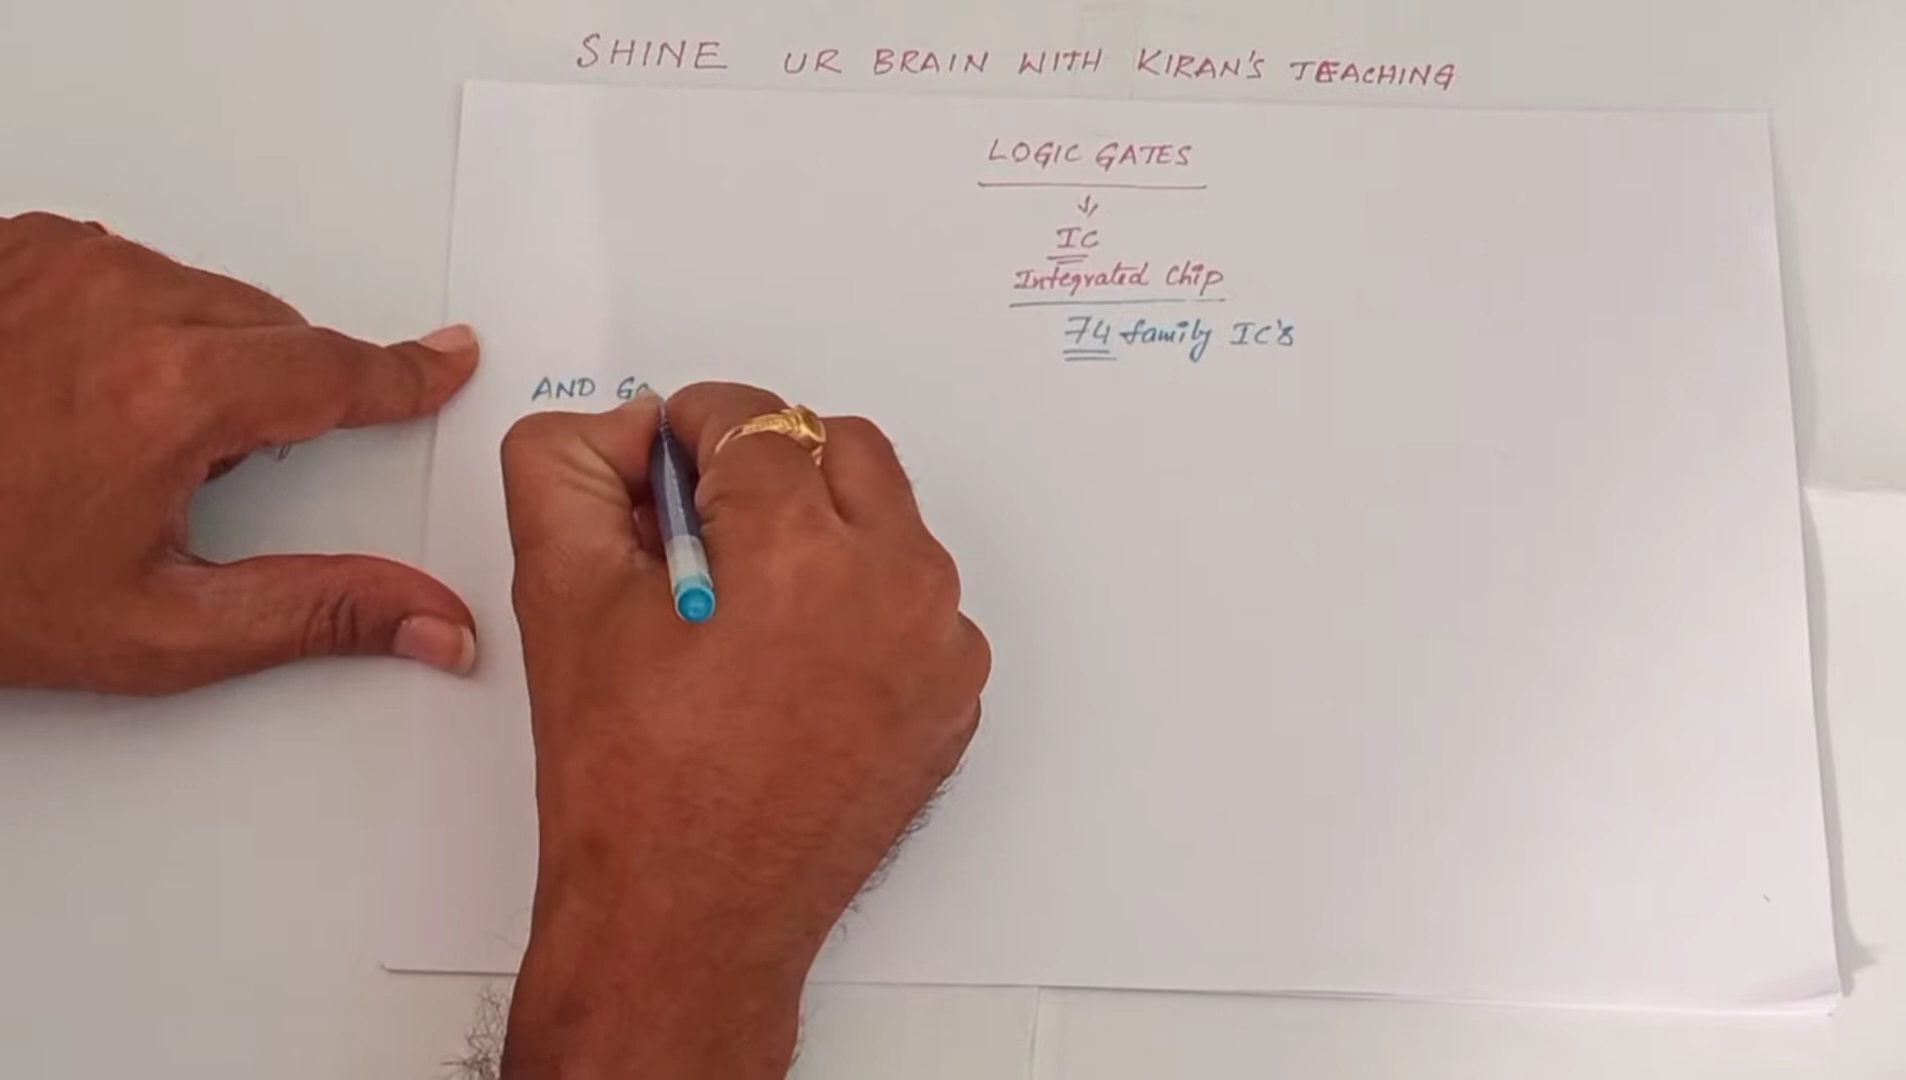 SHINE UR BRAIN WITH KIRAN'S TEACHING
LOGIC GATES
IC
Integrated Chip
74 family IC's
AND